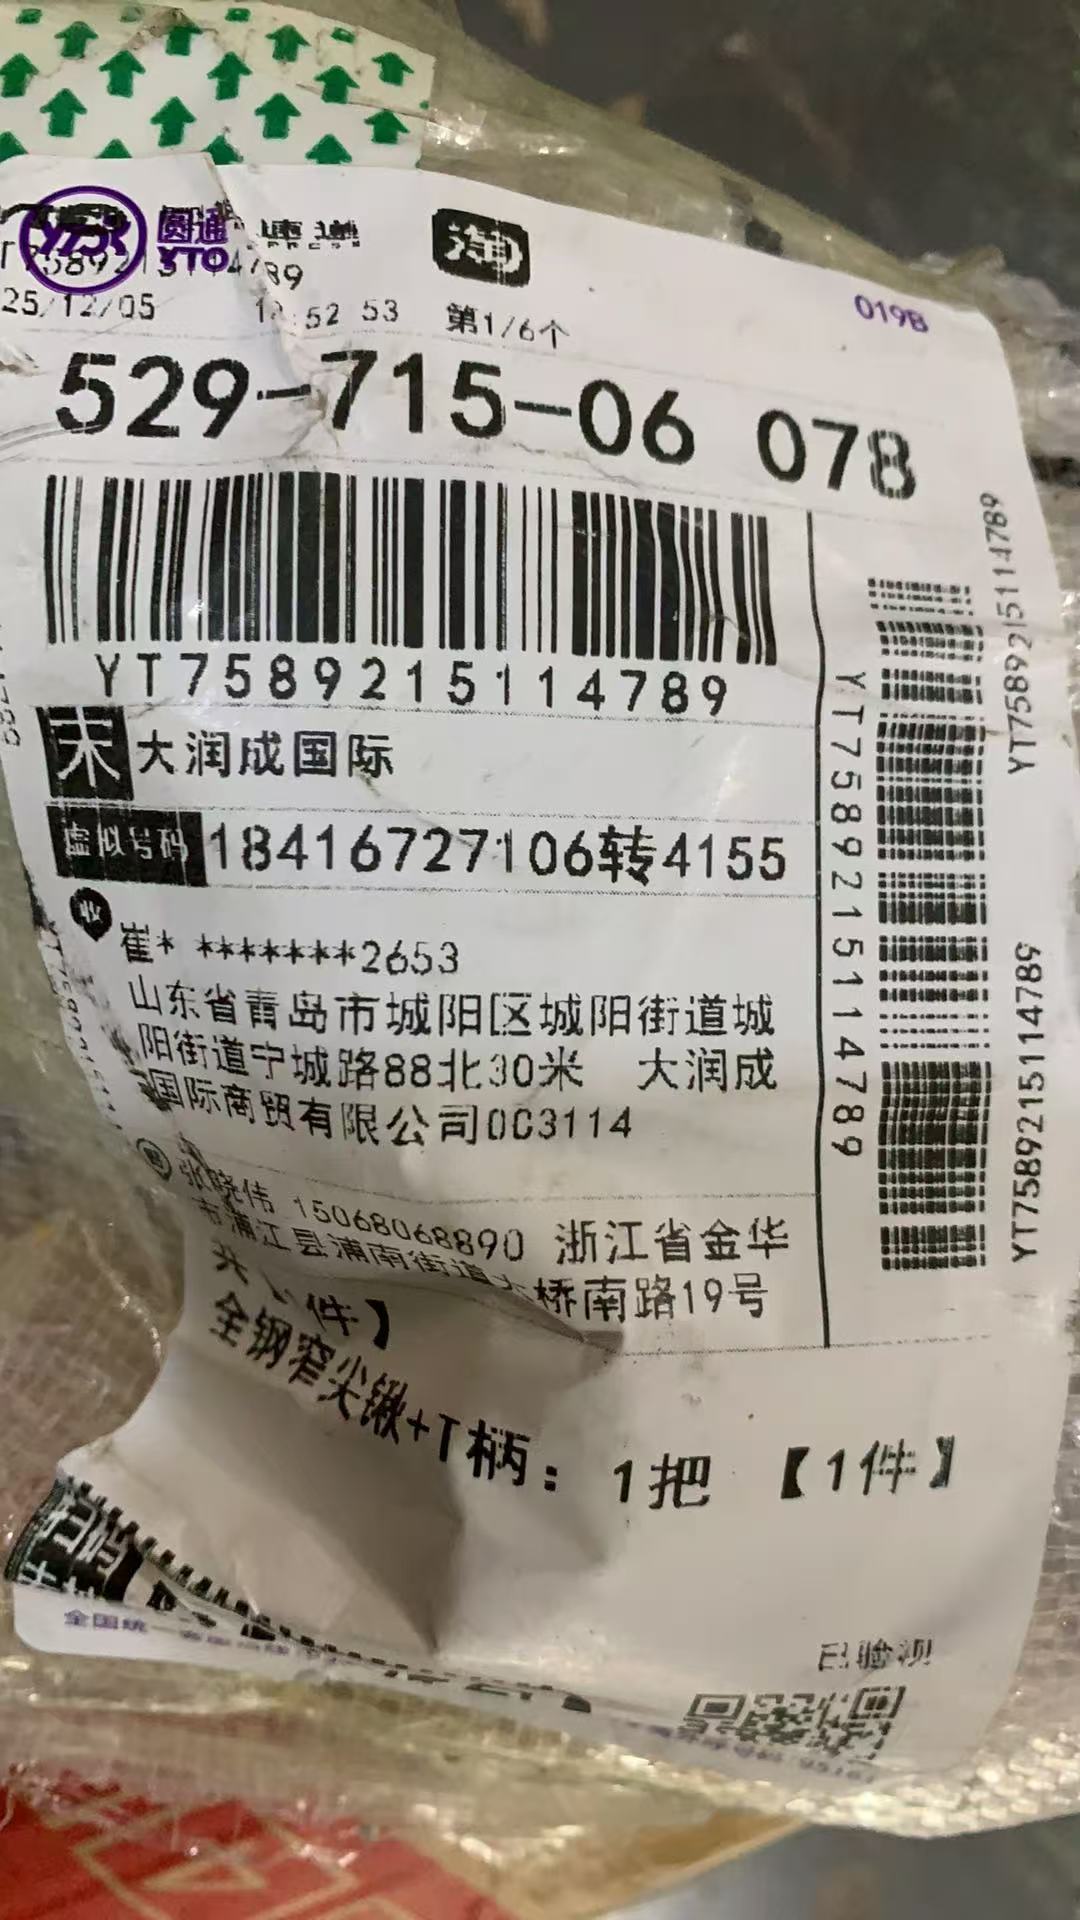 圆通 速递
YTO EXPRESS
淘
25/12/05
52 53
第1/6个
019B
529-715-06 078
YT7589215114789
末 大润成国际
虚拟号码 18416727106转4155
崔* *******2653
山东省青岛市城阳区城阳街道城
阳街道宁城路88北30米 大润成
国际商贸有限公司0C3114
张晓伟 15068068890 浙江省金华
市浦江县浦南街道大桥南路19号
共 件】
全钢窄尖锹+T柄: 1把 【1件】
已验视
YT7589215114789
YT7589215114789
YT7589215114789